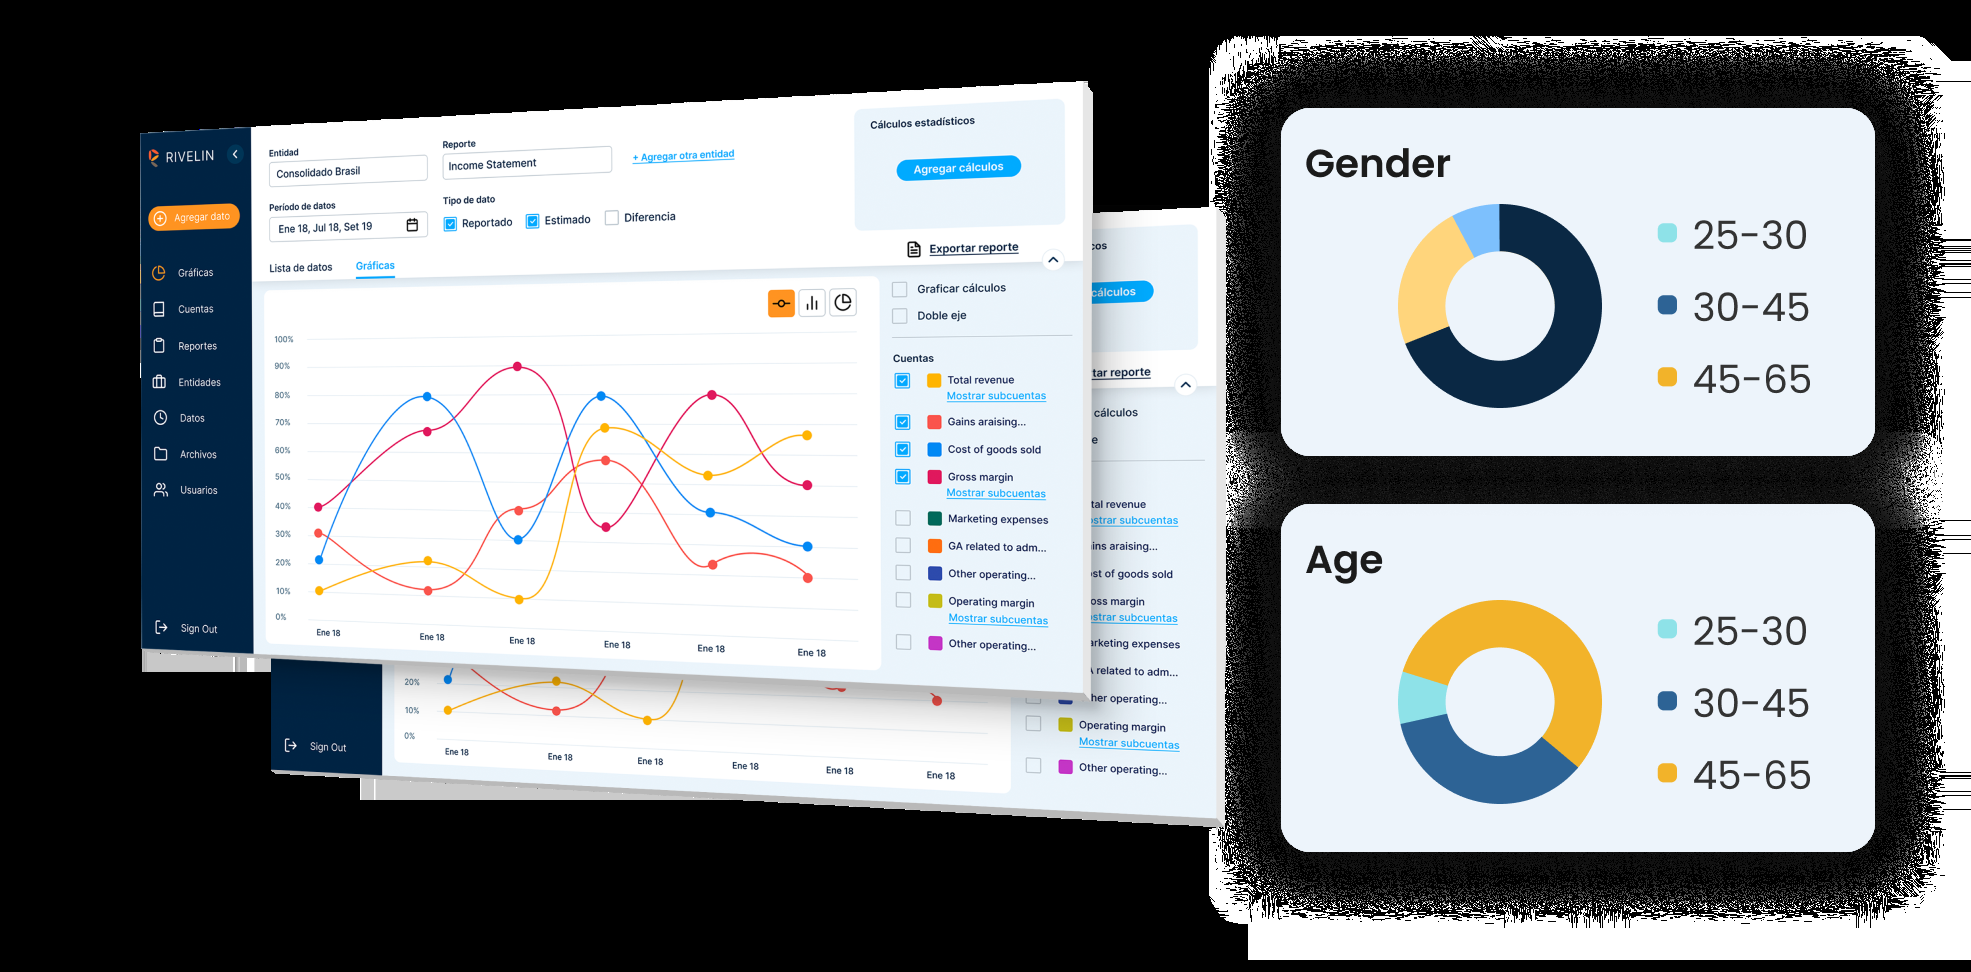 RIVELIN
Agregar dato
Gráficas
Cuentas
Reportes
Entidades
Datos
Archivos
Usuarios
Sign Out
Entidad
Consolidado Brasil
Reporte
Income Statement
+ Agregar otra entidad
Período de datos
Ene 18, Jul 18, Set 19
Tipo de dato
Reportado
Estimado
Diferencia
Cálculos estadísticos
Agregar cálculos
Exportar reporte
Lista de datos
Gráficas
100%
90%
80%
70%
60%
50%
40%
30%
20%
10%
0%
Ene 18
Ene 18
Ene 18
Ene 18
Ene 18
Ene 18
Graficar cálculos
Doble eje
Cuentas
Total revenue
Mostrar subcuentas
Gains araising...
Cost of goods sold
Gross margin
Mostrar subcuentas
Marketing expenses
GA related to adm...
Other operating...
Operating margin
Mostrar subcuentas
Other operating...
cos
cálculos
tar reporte
cálculos
e
tal revenue
ostrar subcuentas
ins araising...
st of goods sold
oss margin
ostrar subcuentas
arketing expenses
A related to adm...
her operating...
Operating margin
Mostrar subcuentas
Other operating...
20%
10%
0%
Ene 18
Ene 18
Ene 18
Ene 18
Ene 18
Ene 18
Sign Out
Gender
25-30
30-45
45-65
Age
25-30
30-45
45-65